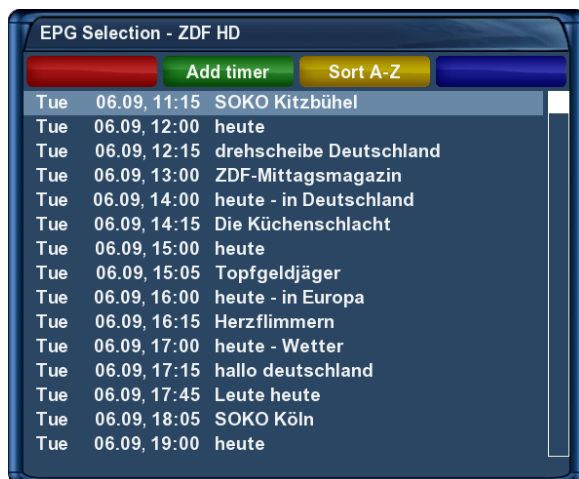 EPG Selection - ZDF HD
Add timer Sort A-Z
Tue 06.09, 11:15 SOKO Kitzbühel
Tue 06.09, 12:00 heute
Tue 06.09, 12:15 drehscheibe Deutschland
Tue 06.09, 13:00 ZDF-Mittagsmagazin
Tue 06.09, 14:00 heute - in Deutschland
Tue 06.09, 14:15 Die Küchenschlacht
Tue 06.09, 15:00 heute
Tue 06.09, 15:05 Topfgeldjäger
Tue 06.09, 16:00 heute - in Europa
Tue 06.09, 16:15 Herzflimmern
Tue 06.09, 17:00 heute - Wetter
Tue 06.09, 17:15 hallo deutschland
Tue 06.09, 17:45 Leute heute
Tue 06.09, 18:05 SOKO Köln
Tue 06.09, 19:00 heute